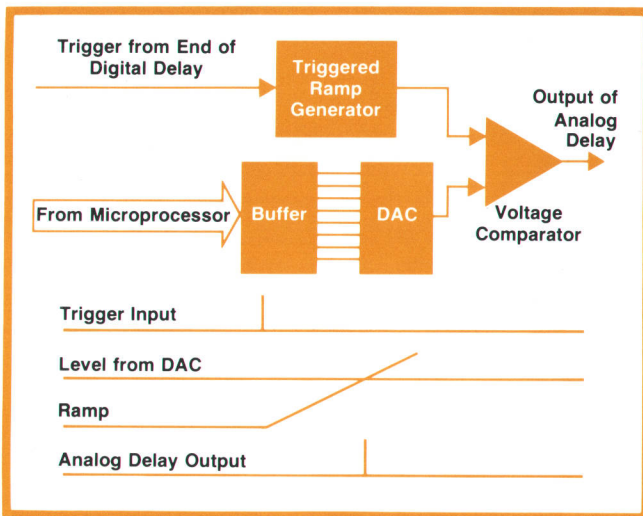 Trigger from End of
Digital Delay
Triggered
Ramp
Generator
Output of
Analog
Delay
From Microprocessor
Buffer
DAC
Voltage
Comparator
Trigger Input
Level from DAC
Ramp
Analog Delay Output